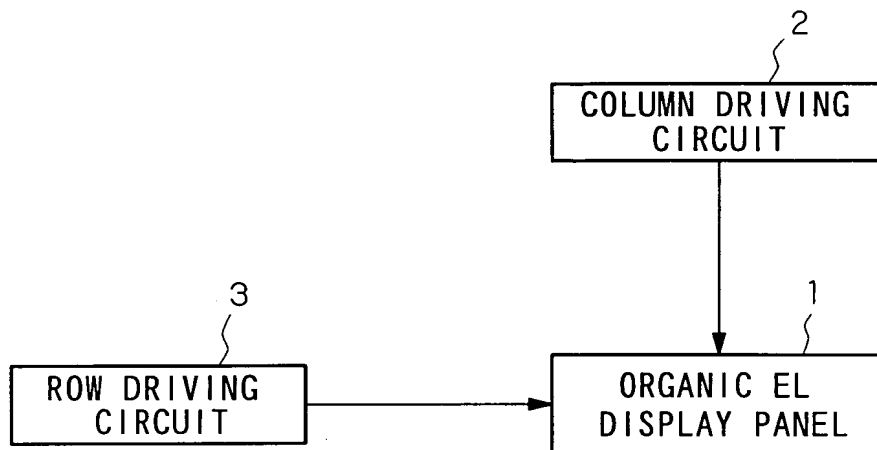 2
COLUMN DRIVING
CIRCUIT
3
ROW DRIVING
CIRCUIT
1
ORGANIC EL
DISPLAY PANEL